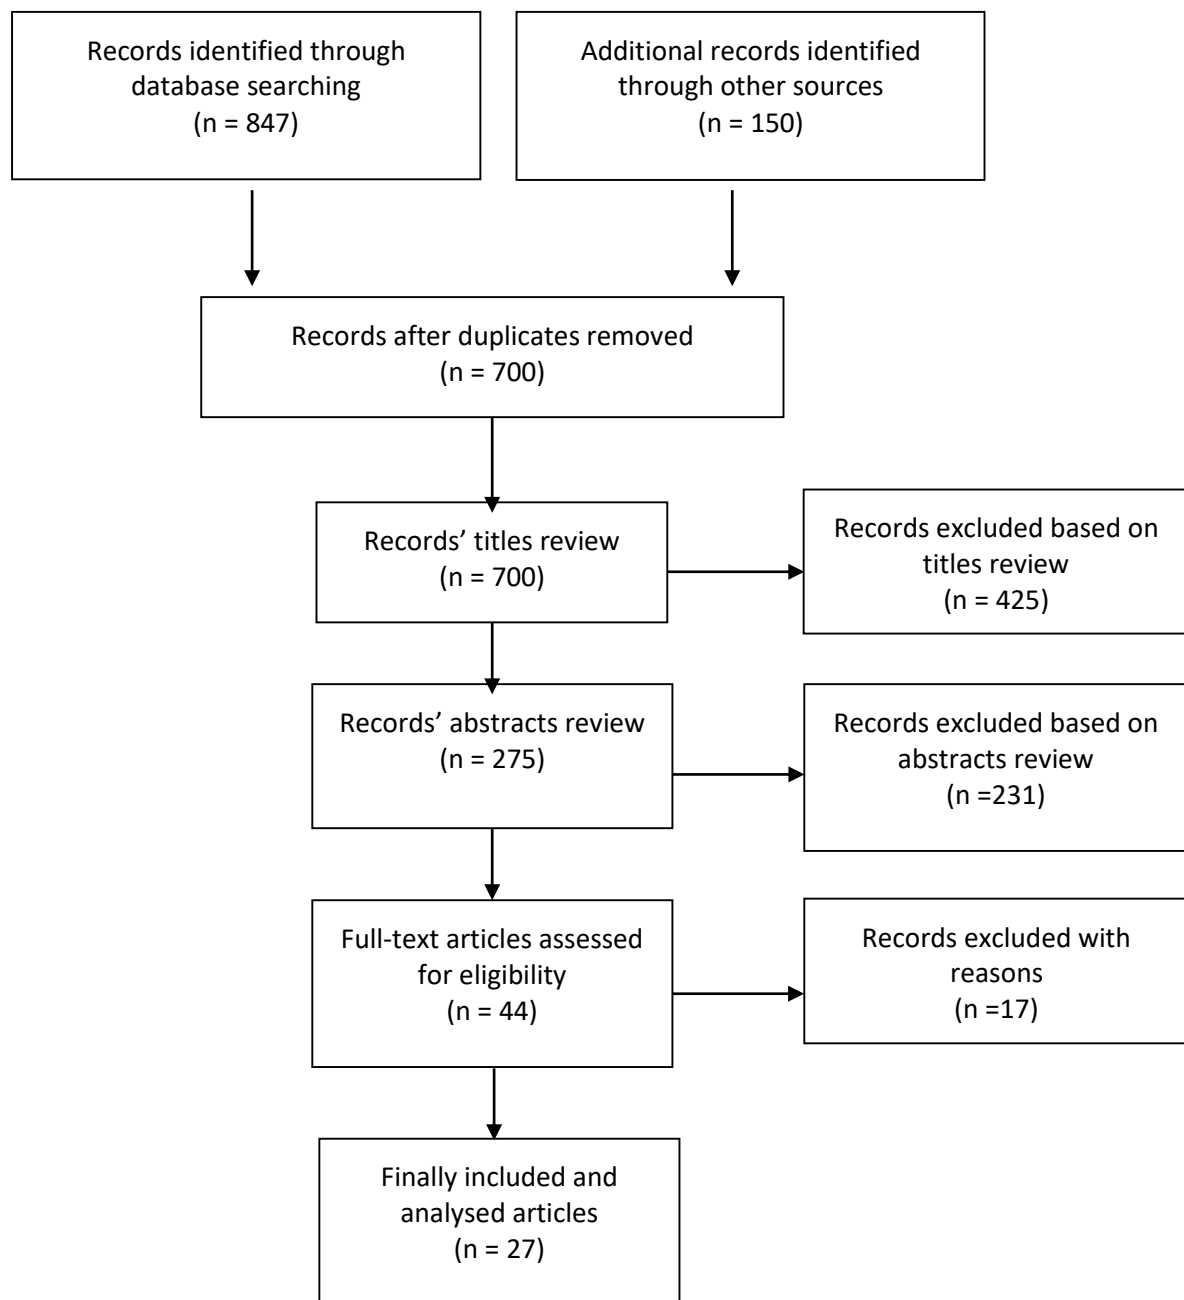 Records identified through
database searching
(n = 847)
Additional records identified
through other sources
(n = 150)
Records after duplicates removed
(n = 700)
Records’ titles review
(n = 700)
Records excluded based on
titles review
(n = 425)
Records’ abstracts review
(n = 275)
Records excluded based on
abstracts review
(n =231)
Full-text articles assessed
for eligibility
(n = 44)
Records excluded with
reasons
(n =17)
Finally included and
analysed articles
(n = 27)